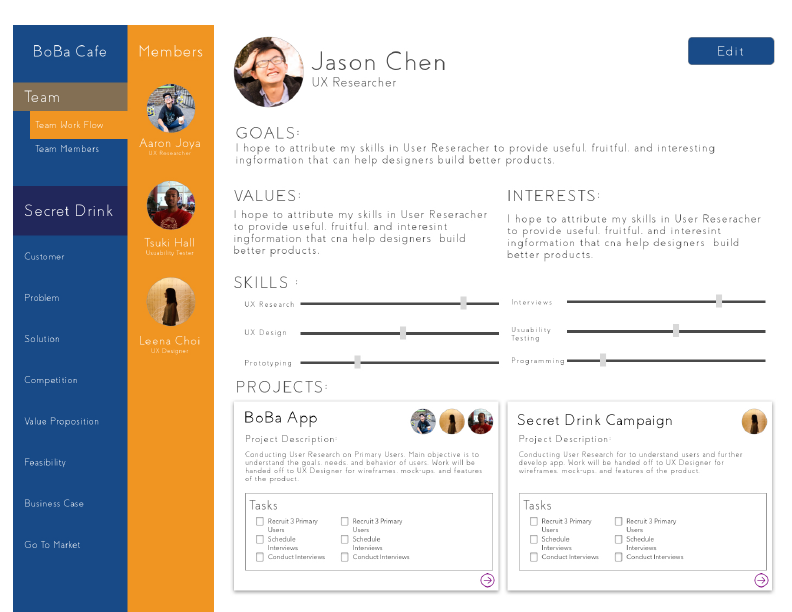 BoBa Cafe
Team
Team Work Flow
Team Members
Secret Drink
Customer
Problem
Solution
Competition
Value Proposition
Feasibility
Business Case
Go To Market
Members
Aaron Joya
UX Researcher
Tsuki Hall
Ussability Tester
Leena Choi
UX Designer
Jason Chen
UX Researcher
Edit
GOALS:
I hope to attribute my skills in User Reseracher to provide useful, fruitful, and interesting
ingformation that can help designers build better products.
VALUES:
I hope to attribute my skills in User Reseracher
to provide useful, fruitful, and interesint
ingformation that cna help designers build
better products.
INTERESTS:
I hope to attribute my skills in User Reseracher
to provide useful, fruitful, and interesint
ingformation that cna help designers build
better products.
SKILLS :
UX Research
UX Design
Prototyping
Interviews
Usuability
Testing
Programming
PROJECTS:
BoBa App
Project Description:
Conducting User Research on Primary Users. Main objective is to
understand the goals, needs, and behavior of users. Work will be
handed off to UX Designer for wireframes, mock-ups, and features
of the product.
Tasks
Recruit 3 Primary
Users
Schedule
Interviews
Conduct Interviews
Recruit 3 Primary
Users
Schedule
Interviews
Conduct Interviews
Secret Drink Campaign
Project Description:
Conducting User Research for to understand users and further
develop app. Work will be handed off to UX Designer for
wireframes, mock-ups, and features of the product.
Tasks
Recruit 3 Primary
Users
Schedule
Interviews
Conduct Interviews
Recruit 3 Primary
Users
Schedule
Interviews
Conduct Interviews